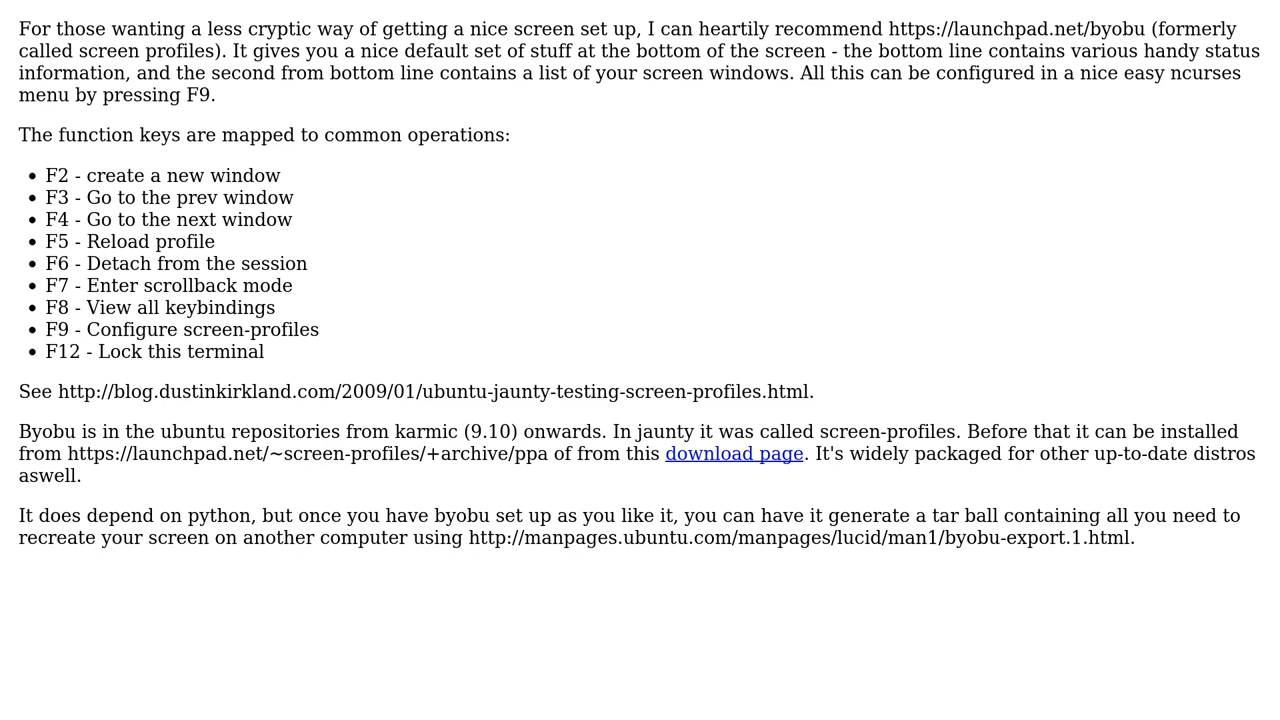 For those wanting a less cryptic way of getting a nice screen set up, I can heartily recommend https://launchpad.net/byobu (formerly
called screen profiles). It gives you a nice default set of stuff at the bottom of the screen - the bottom line contains various handy status
information, and the second from bottom line contains a list of your screen windows. All this can be configured in a nice easy ncurses
menu by pressing F9.
The function keys are mapped to common operations:
• F2 - create a new window
• F3 - Go to the prev window
• F4 - Go to the next window
• F5 - Reload profile
• F6 - Detach from the session
• F7 - Enter scrollback mode
• F8 - View all keybindings
• F9 - Configure screen-profiles
• F12 - Lock this terminal
See http://blog.dustinkirkland.com/2009/01/ubuntu-jaunty-testing-screen-profiles.html.
Byobu is in the ubuntu repositories from karmic (9.10) onwards. In jaunty it was called screen-profiles. Before that it can be installed
from https://launchpad.net/~screen-profiles/+archive/ppa of from this download page. It's widely packaged for other up-to-date distros
aswell.
It does depend on python, but once you have byobu set up as you like it, you can have it generate a tar ball containing all you need to
recreate your screen on another computer using http://manpages.ubuntu.com/manpages/lucid/man1/byobu-export.1.html.